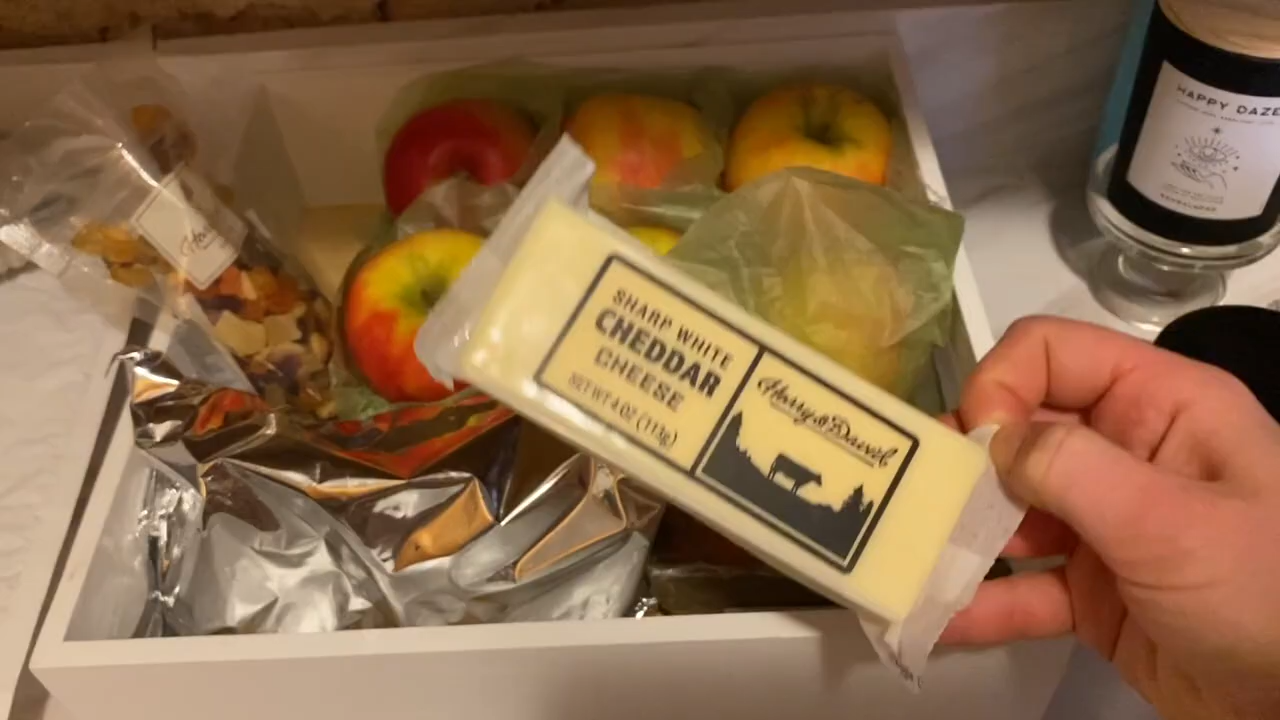 SHARP WHITE
CHEDDAR
CHEESE
NET WT 4 OZ (113g)
Harry & David
HAPPY DAZE